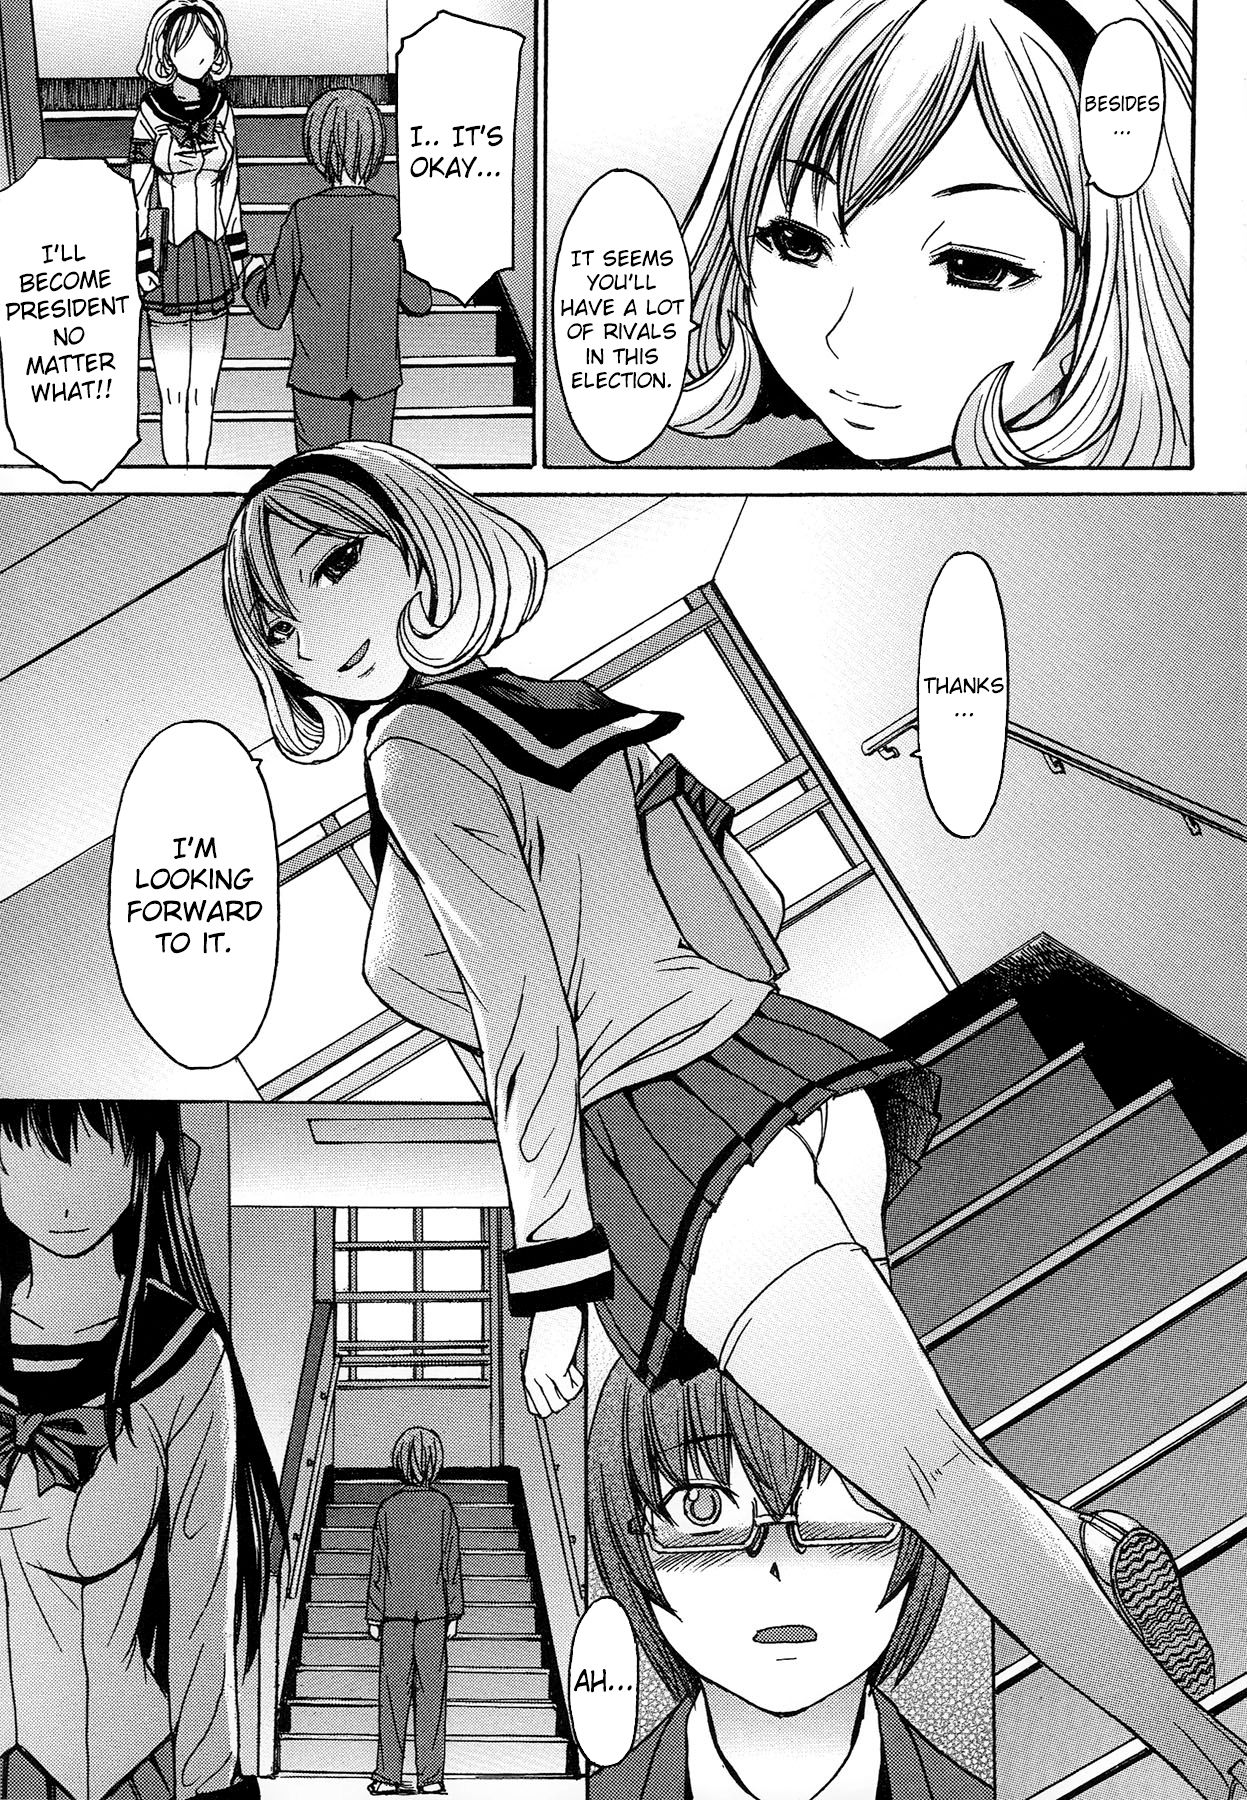 BESIDES
...
IT SEEMS
YOU'LL
HAVE A LOT
OF RIVALS
IN THIS
ELECTION.
I.. IT'S
OKAY...
I'LL
BECOME
PRESIDENT
NO
MATTER
WHAT!!
THANKS
...
I'M
LOOKING
FORWARD
TO IT.
AH...